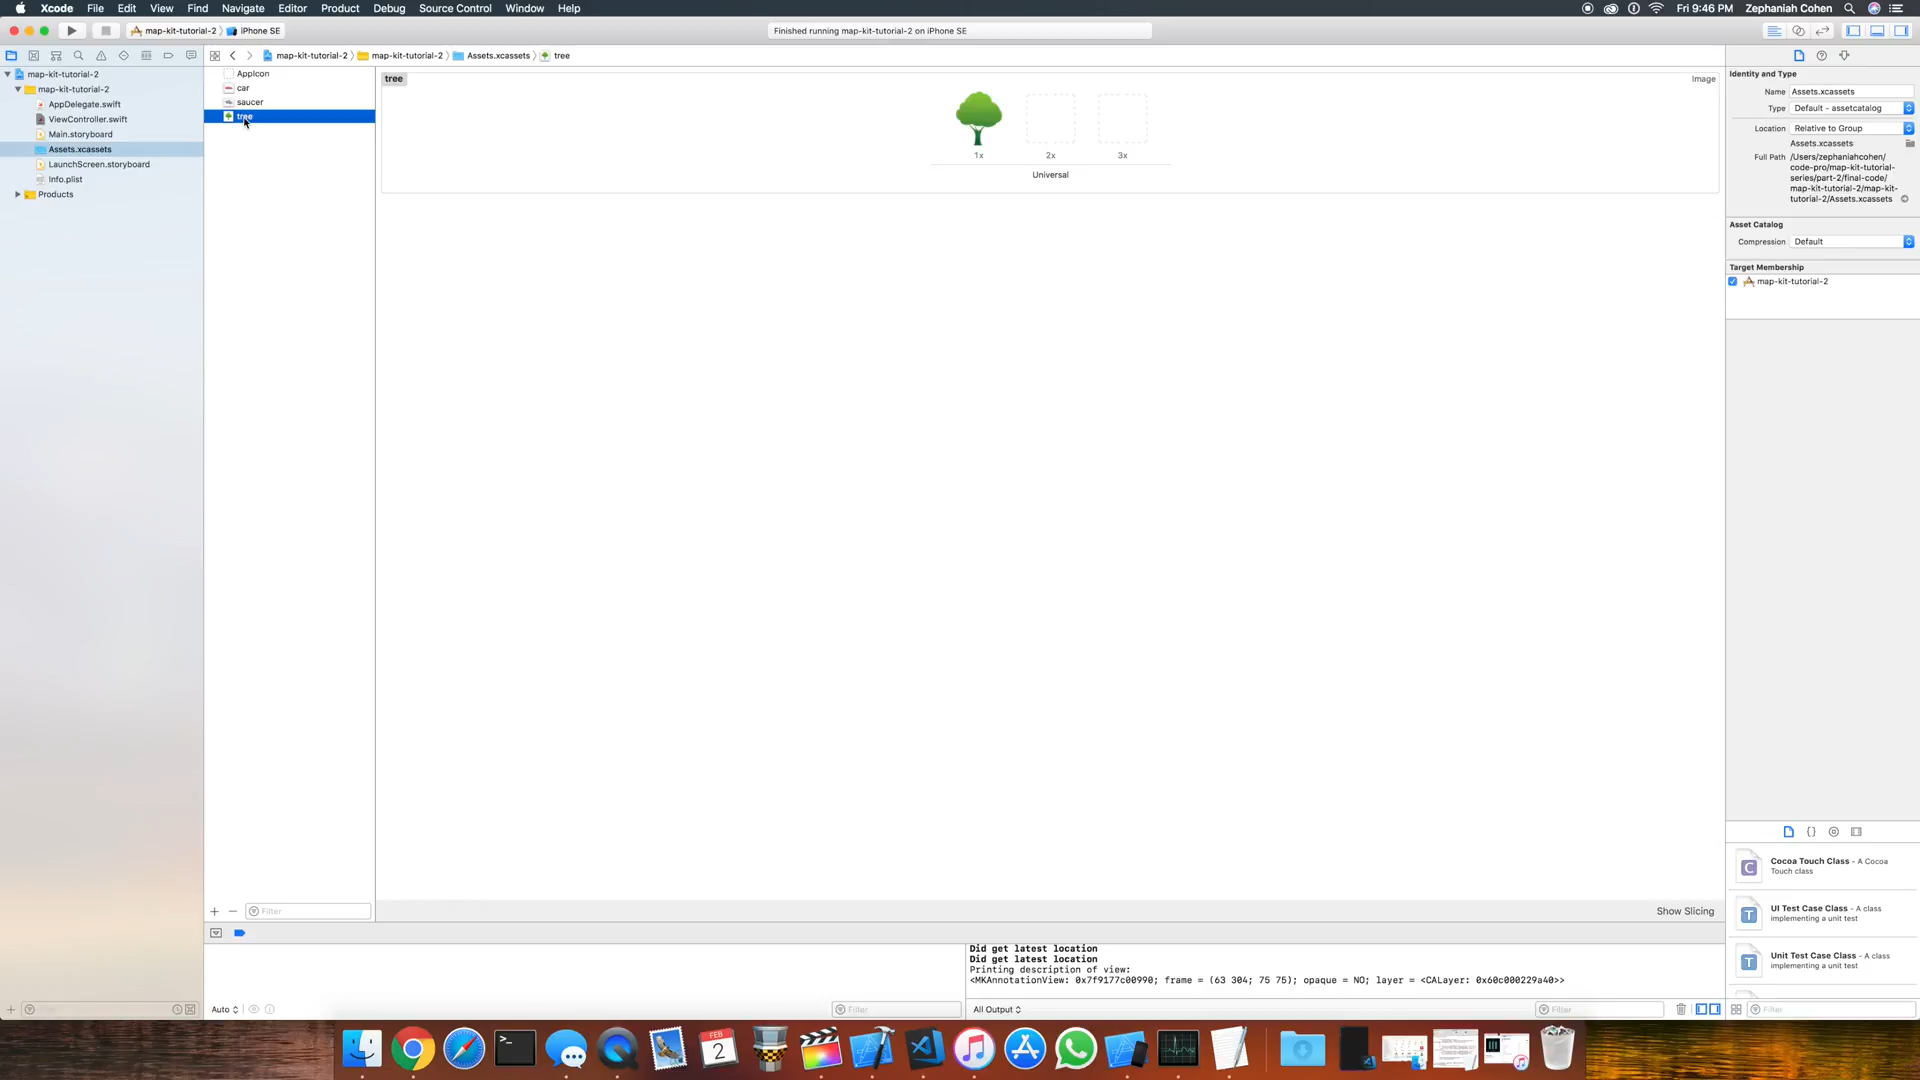 Xcode File Edit View Find Navigate Editor Product Debug Source Control Window Help
Fri 9:46 PM Zephaniah Cohen
map-kit-tutorial-2 iPhone SE
Finished running map-kit-tutorial-2 on iPhone SE
map-kit-tutorial-2 map-kit-tutorial-2 Assets.xcassets tree
map-kit-tutorial-2
map-kit-tutorial-2
AppDelegate.swift
ViewController.swift
Main.storyboard
Assets.xcassets
LaunchScreen.storyboard
Info.plist
Products
AppIcon
car
saucer
tree
tree
Image
1x 2x 3x
Universal
Identity and Type
Name Assets.xcassets
Type Default - assetcatalog
Location Relative to Group
Assets.xcassets
Full Path /Users/zephaniahcohen/
code-pro/map-kit-tutorial-
series/part-2/final-code/
map-kit-tutorial-2/map-kit-
tutorial-2/Assets.xcassets
Asset Catalog
Compression Default
Target Membership
map-kit-tutorial-2
Cocoa Touch Class - A Cocoa
Touch class
UI Test Case Class - A class
implementing a unit test
Unit Test Case Class - A class
implementing a unit test
Filter
Show Slicing
Did get latest location
Did get latest location
Printing description of view:
<MKAnnotationView: 0x7f9177c00990; frame = (63 304; 75 75); opaque = NO; layer = <CALayer: 0x60c000229a40>>
Auto
Filter
All Output
Filter
Filter
FEB
2